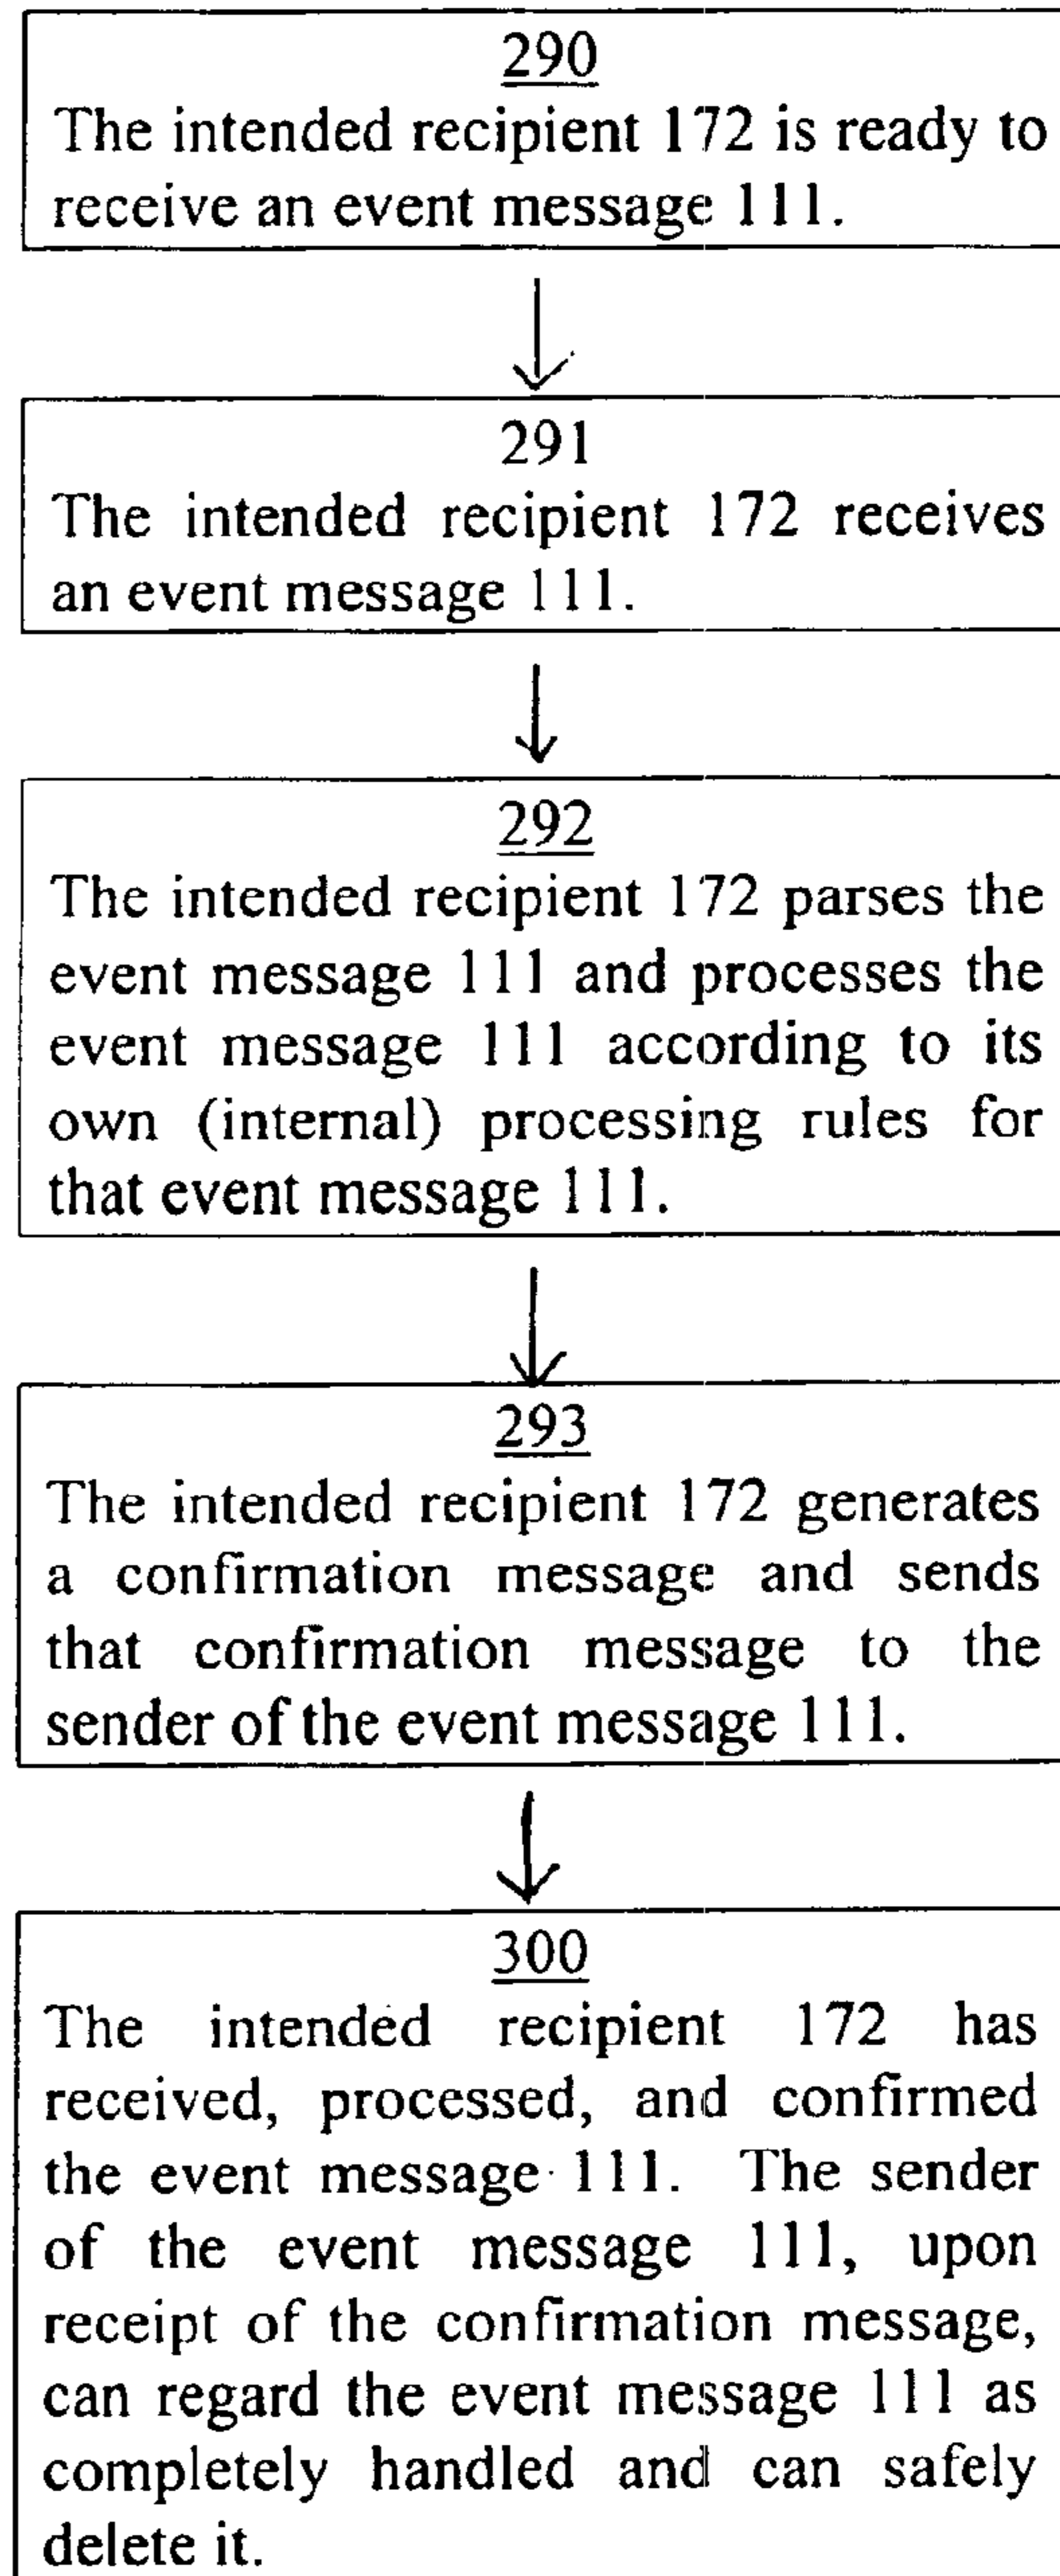 290
The intended recipient 172 is ready to
receive an event message 111.
291
The intended recipient 172 receives
an event message 111.
292
The intended recipient 172 parses the
event message 111 and processes the
event message 111 according to its
own (internal) processing rules for
that event message 111.
293
The intended recipient 172 generates
a confirmation message and sends
that confirmation message to the
sender of the event message 111.
300
The intended recipient 172 has
received, processed, and confirmed
the event message 111. The sender
of the event message 111, upon
receipt of the confirmation message,
can regard the event message 111 as
completely handled and can safely
delete it.